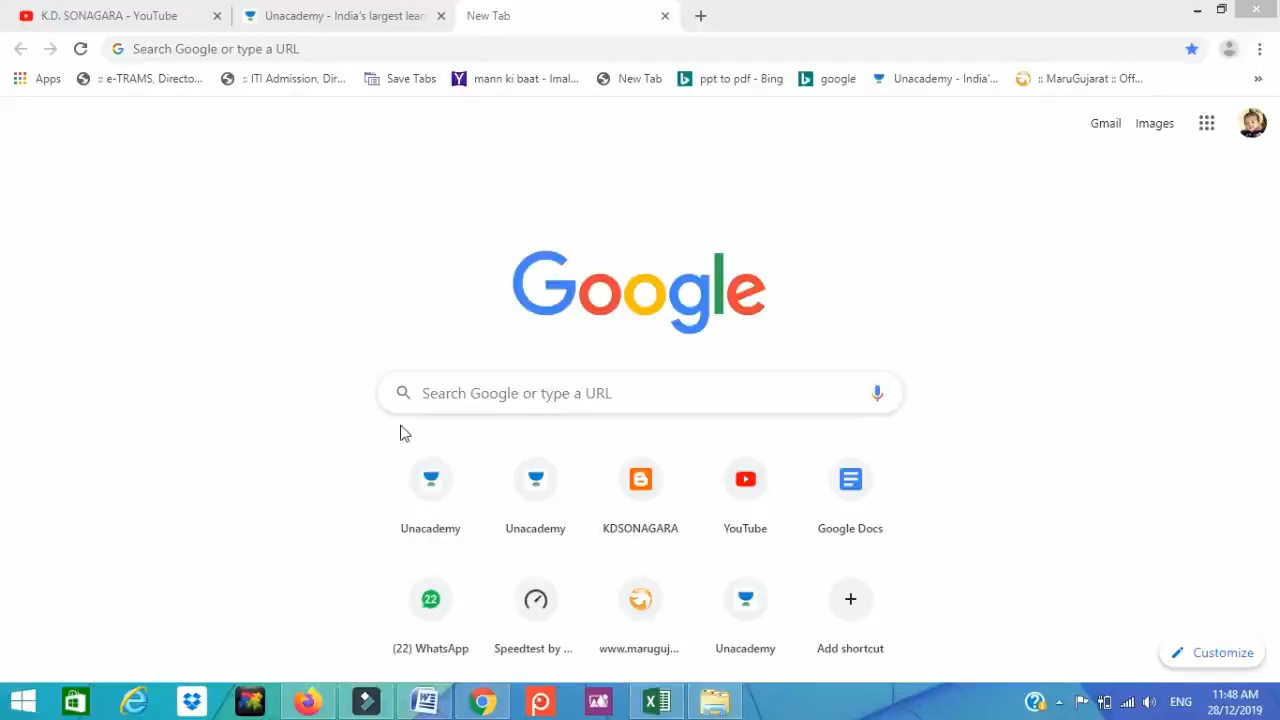 K.D. SONAGARA - YouTube
Unacademy - India's largest lear
New Tab
Search Google or type a URL
Apps
:: e-TRAMS, Directo...
:: ITI Admission, Dir...
Save Tabs
mann ki baat - Imal...
New Tab
ppt to pdf - Bing
google
Unacademy - India'...
:: MaruGujarat :: Off...
»
Gmail
Images
Google
Search Google or type a URL
Unacademy
Unacademy
KDSONAGARA
YouTube
Google Docs
22
(22) WhatsApp
Speedtest by ...
www.maruguj...
Unacademy
Add shortcut
Customize
ENG
11:48 AM
28/12/2019